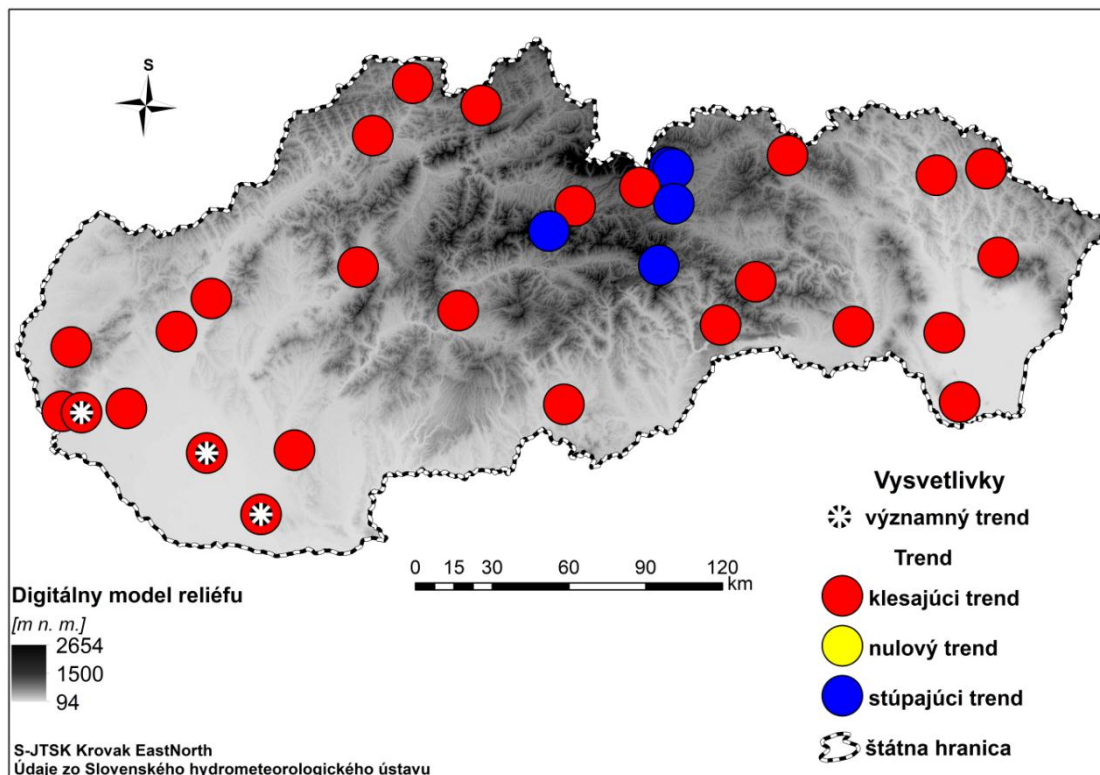 S
Vysvetlivky
významný trend
Trend
klesajúci trend
nulový trend
stúpajúci trend
štátna hranica
0 15 30 60 90 120
km
Digitálny model reliéfu
[m n. m.]
2654
1500
94
S-JTSK Krovak EastNorth
Údaje zo Slovenského hydrometeorologického ústavu